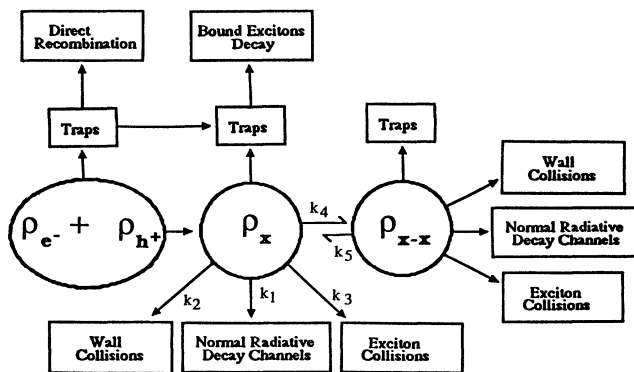 Direct
Recombination
Bound Excitons
Decay
Traps
Traps
Traps
Wall
Collisions
ρe- + ρh+
ρx
k4
k5
ρx-x
Normal Radiative
Decay Channels
k2
k1
k3
Exciton
Collisions
Wall
Collisions
Normal Radiative
Decay Channels
Exciton
Collisions